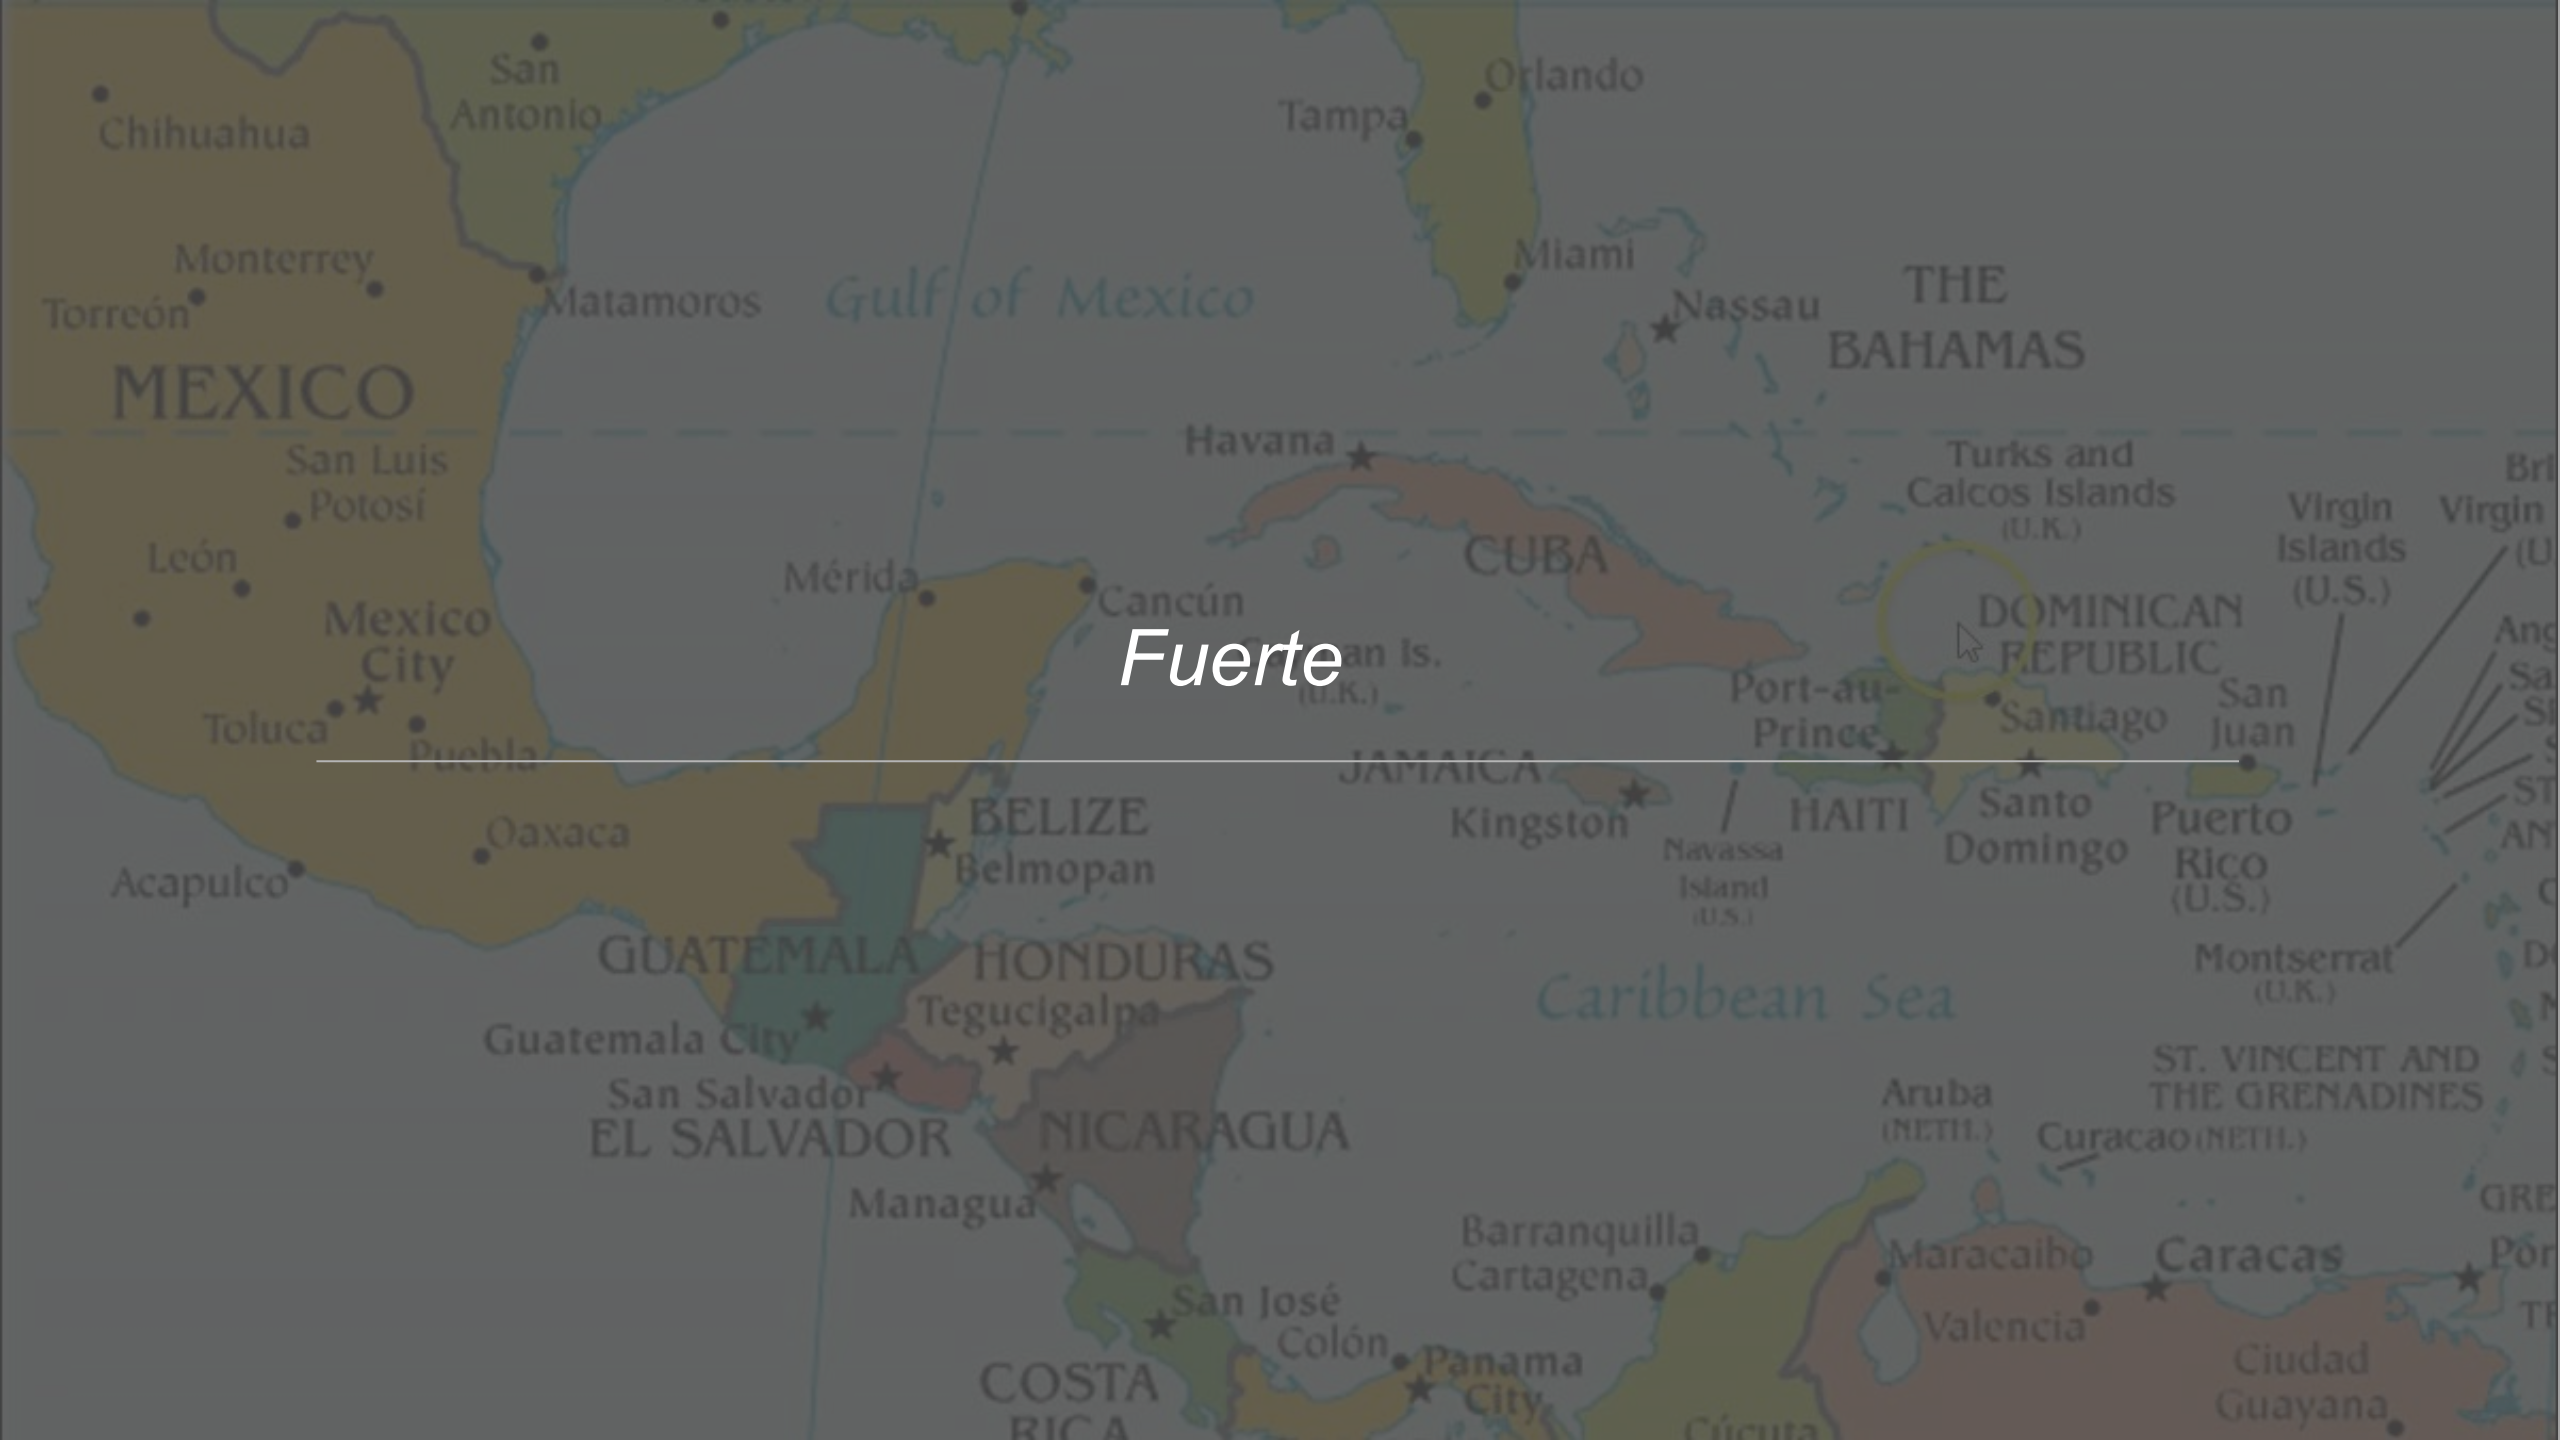 San
Antonio
Orlando
Tampa
Chihuahua
Monterrey
Miami
Torreón
Matamoros
Gulf of Mexico
Nassau
THE
BAHAMAS
MEXICO
Havana
San Luis
Potosí
Turks and
Caicos Islands
(U.K.)
Virgin
Islands
(U.S.)
Virgin
León
CUBA
Mérida
Cancún
Mexico
City
DOMINICAN
REPUBLIC
Fuerte
Is.
(U.K.)
Port-au-
Prince
Santiago
San
Juan
Toluca
Puebla
JAMAICA
Kingston
HAITI
Santo
Domingo
Puerto
Rico
(U.S.)
BELIZE
Belmopan
Oaxaca
Navassa
Island
(U.S.)
Acapulco
GUATEMALA
HONDURAS
Tegucigalpa
Montserrat
(U.K.)
Caribbean Sea
Guatemala City
San Salvador
EL SALVADOR
NICARAGUA
ST. VINCENT AND
THE GRENADINES
Aruba
(NETH.)
Curacao (NETH.)
Managua
Barranquilla
Cartagena
Maracaibo
Caracas
San José
Colón
Valencia
Panama
City
COSTA
RICA
Ciudad
Guayana
Cúcuta